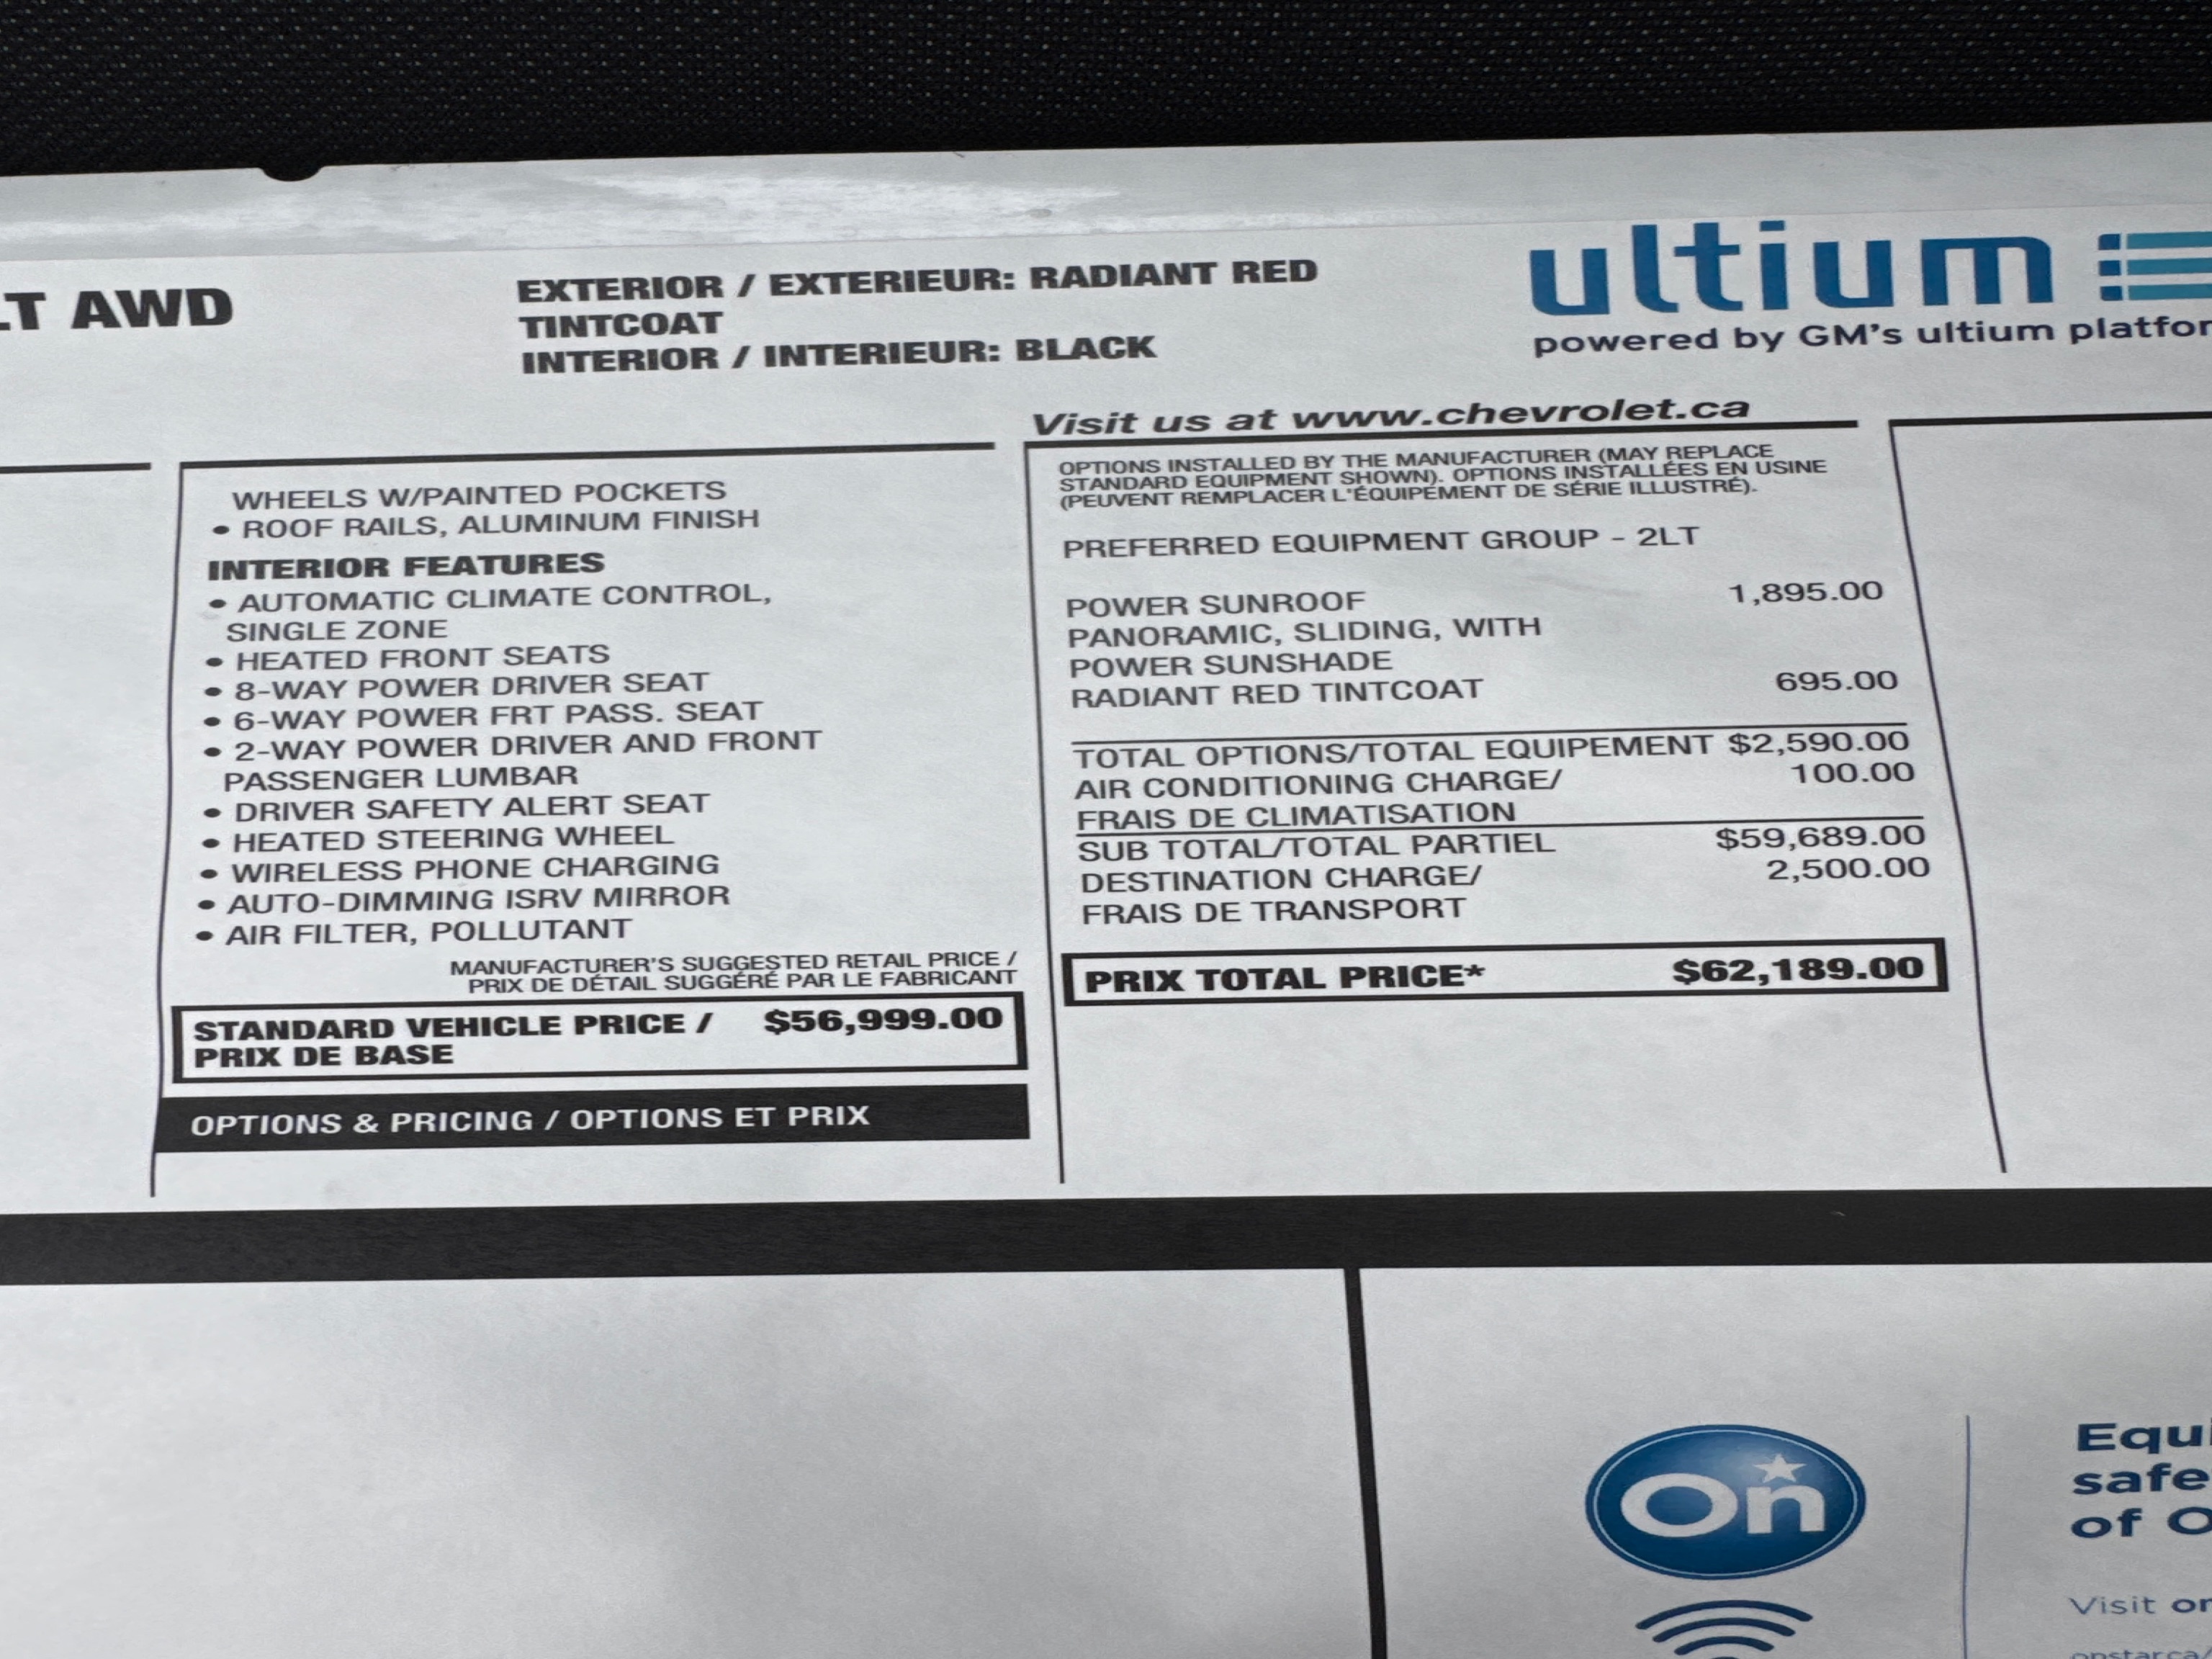 LT AWD
EXTERIOR / EXTERIEUR: RADIANT RED
TINTCOAT
INTERIOR / INTERIEUR: BLACK
ultium
powered by GM's ultium platfor
Visit us at www.chevrolet.ca
WHEELS W/PAINTED POCKETS
• ROOF RAILS, ALUMINUM FINISH
INTERIOR FEATURES
• AUTOMATIC CLIMATE CONTROL,
SINGLE ZONE
• HEATED FRONT SEATS
• 8-WAY POWER DRIVER SEAT
• 6-WAY POWER FRT PASS. SEAT
• 2-WAY POWER DRIVER AND FRONT
PASSENGER LUMBAR
• DRIVER SAFETY ALERT SEAT
• HEATED STEERING WHEEL
• WIRELESS PHONE CHARGING
• AUTO-DIMMING ISRV MIRROR
• AIR FILTER, POLLUTANT
MANUFACTURER'S SUGGESTED RETAIL PRICE /
PRIX DE DÉTAIL SUGGÉRÉ PAR LE FABRICANT
STANDARD VEHICLE PRICE / $56,999.00
PRIX DE BASE
OPTIONS & PRICING / OPTIONS ET PRIX
OPTIONS INSTALLED BY THE MANUFACTURER (MAY REPLACE
STANDARD EQUIPMENT SHOWN). OPTIONS INSTALLÉES EN USINE
(PEUVENT REMPLACER L'ÉQUIPEMENT DE SÉRIE ILLUSTRÉ).
PREFERRED EQUIPMENT GROUP - 2LT
POWER SUNROOF 1,895.00
PANORAMIC, SLIDING, WITH
POWER SUNSHADE
RADIANT RED TINTCOAT 695.00
TOTAL OPTIONS/TOTAL EQUIPEMENT $2,590.00
AIR CONDITIONING CHARGE/ 100.00
FRAIS DE CLIMATISATION
SUB TOTAL/TOTAL PARTIEL $59,689.00
DESTINATION CHARGE/ 2,500.00
FRAIS DE TRANSPORT
PRIX TOTAL PRICE* $62,189.00
On
Equi
safe
of O
Visit on
onstar.ca/